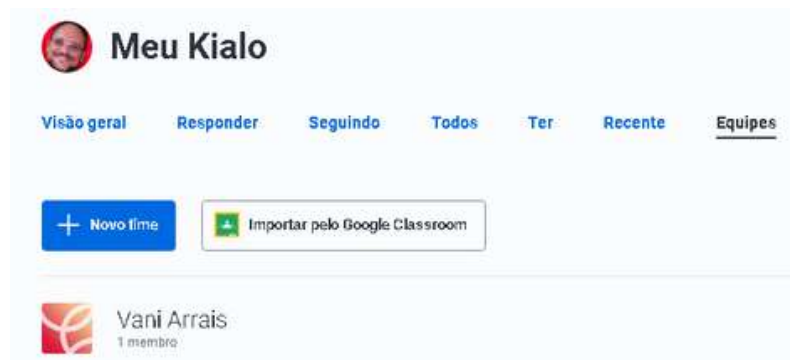 Meu Kialo
Visão geral Responder Seguindo Todos Ter Recente Equipes
+ Novo time Importar pelo Google Classroom
Vani Arrais
1 membro